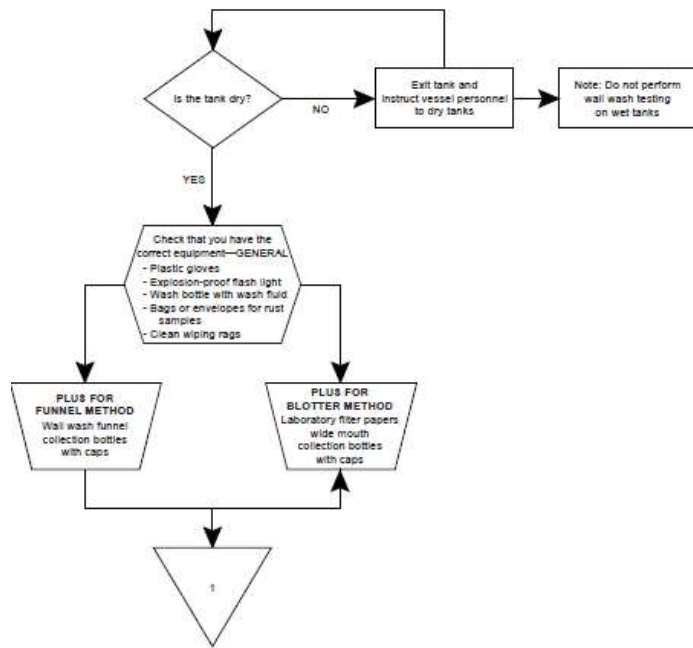 Is the tank dry?
NO
Exit tank and
instruct vessel personnel
to dry tanks
Note: Do not perform
wall wash testing
on wet tanks
YES
Check that you have the
correct equipment—GENERAL
- Plastic gloves
- Explosion-proof flash light
- Wash bottle with wash fluid
- Bags or envelopes for rust
samples
- Clean wiping rags
PLUS FOR
FUNNEL METHOD
Wall wash funnel
collection bottles
with caps
PLUS FOR
BLOTTER METHOD
Laboratory filter papers
wide mouth
collection bottles
with caps
1